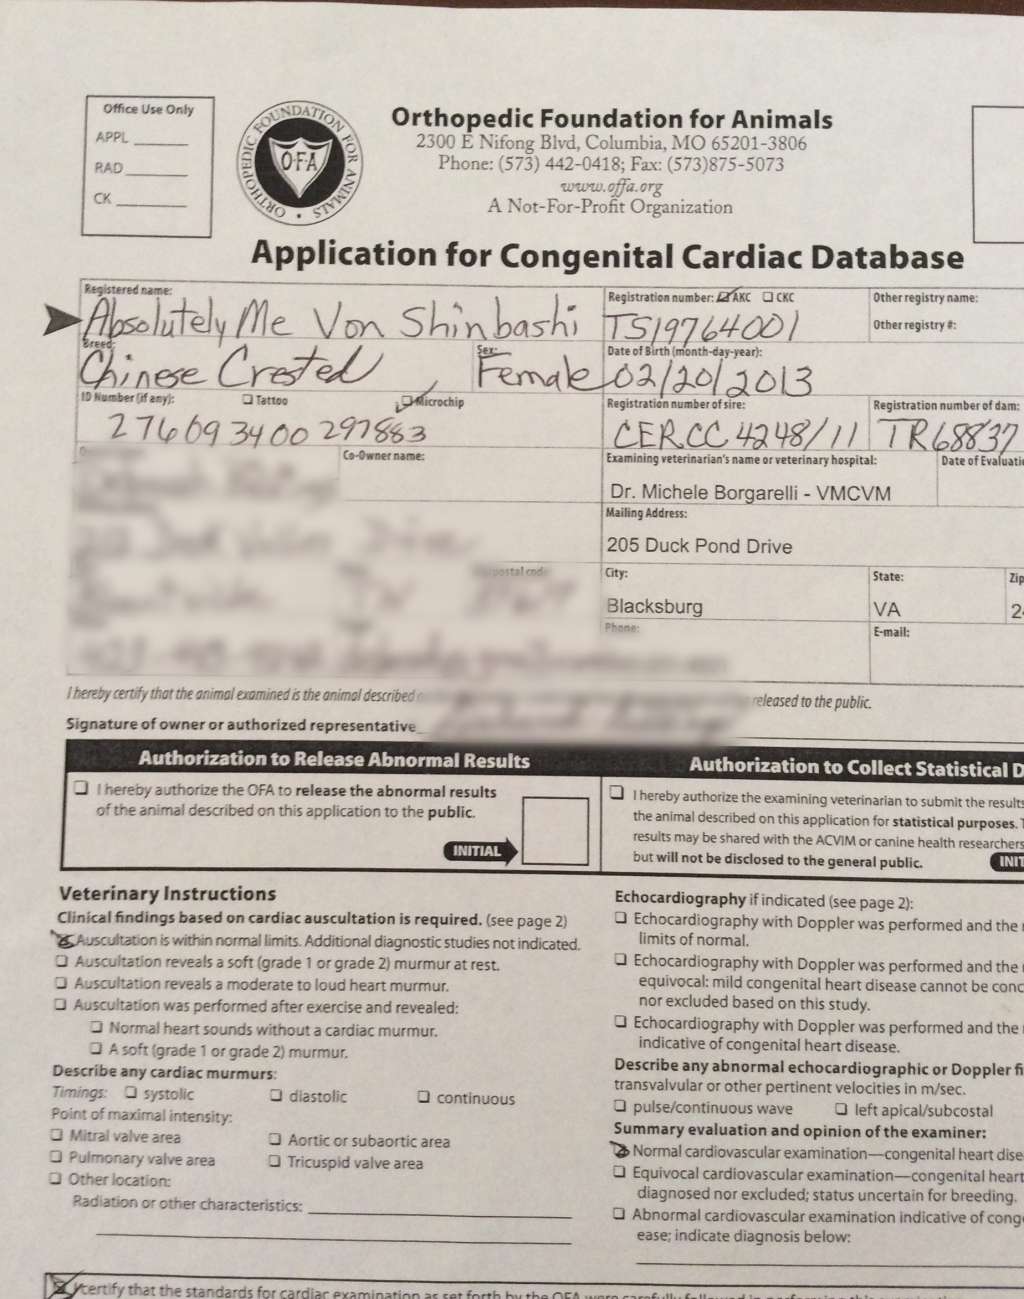 Office Use Only
APPL
RAD
CK
ORTHOPEDIC FOUNDATION FOR ANIMALS
OFA
Orthopedic Foundation for Animals
2300 E Nifong Blvd, Columbia, MO 65201-3806
Phone: (573) 442-0418; Fax: (573)875-5073
www.offa.org
A Not-For-Profit Organization
Application for Congenital Cardiac Database
Registered name:
Absolutely Me Von Shinbashi
Registration number: AKC CKC
TS19764001
Other registry name:
Other registry #:
Breed:
Chinese Crested
Sex:
Female
Date of Birth (month-day-year):
02/20/2013
ID Number (if any): Tattoo Microchip
276093400297883
Registration number of sire:
CERCC4248/11
Registration number of dam:
TR68837
Co-Owner name:
Examining veterinarian's name or veterinary hospital:
Dr. Michele Borgarelli - VMCVM
Date of Evaluati
Mailing Address:
205 Duck Pond Drive
postal code
City:
Blacksburg
State:
VA
Zip
2
Phone:
E-mail:
I hereby certify that the animal examined is the animal described released to the public.
Signature of owner or authorized representative
Authorization to Release Abnormal Results
I hereby authorize the OFA to release the abnormal results
of the animal described on this application to the public.
INITIAL
Authorization to Collect Statistical D
I hereby authorize the examining veterinarian to submit the results
the animal described on this application for statistical purposes. T
results may be shared with the ACVIM or canine health researchers
but will not be disclosed to the general public.
INIT
Veterinary Instructions
Clinical findings based on cardiac auscultation is required. (see page 2)
Auscultation is within normal limits. Additional diagnostic studies not indicated.
Auscultation reveals a soft (grade 1 or grade 2) murmur at rest.
Auscultation reveals a moderate to loud heart murmur.
Auscultation was performed after exercise and revealed:
Normal heart sounds without a cardiac murmur.
A soft (grade 1 or grade 2) murmur.
Describe any cardiac murmurs:
Timings: systolic diastolic continuous
Point of maximal intensity:
Mitral valve area Aortic or subaortic area
Pulmonary valve area Tricuspid valve area
Other location:
Radiation or other characteristics:
Echocardiography if indicated (see page 2):
Echocardiography with Doppler was performed and the
limits of normal.
Echocardiography with Doppler was performed and the
equivocal: mild congenital heart disease cannot be conc
nor excluded based on this study.
Echocardiography with Doppler was performed and the
indicative of congenital heart disease.
Describe any abnormal echocardiographic or Doppler fi
transvalvular or other pertinent velocities in m/sec.
pulse/continuous wave left apical/subcostal
Summary evaluation and opinion of the examiner:
Normal cardiovascular examination—congenital heart dise
Equivocal cardiovascular examination—congenital heart
diagnosed nor excluded; status uncertain for breeding.
Abnormal cardiovascular examination indicative of cong
ease; indicate diagnosis below:
I certify that the standards for cardiac examination as set forth by the OFA were carefully followed in performing this